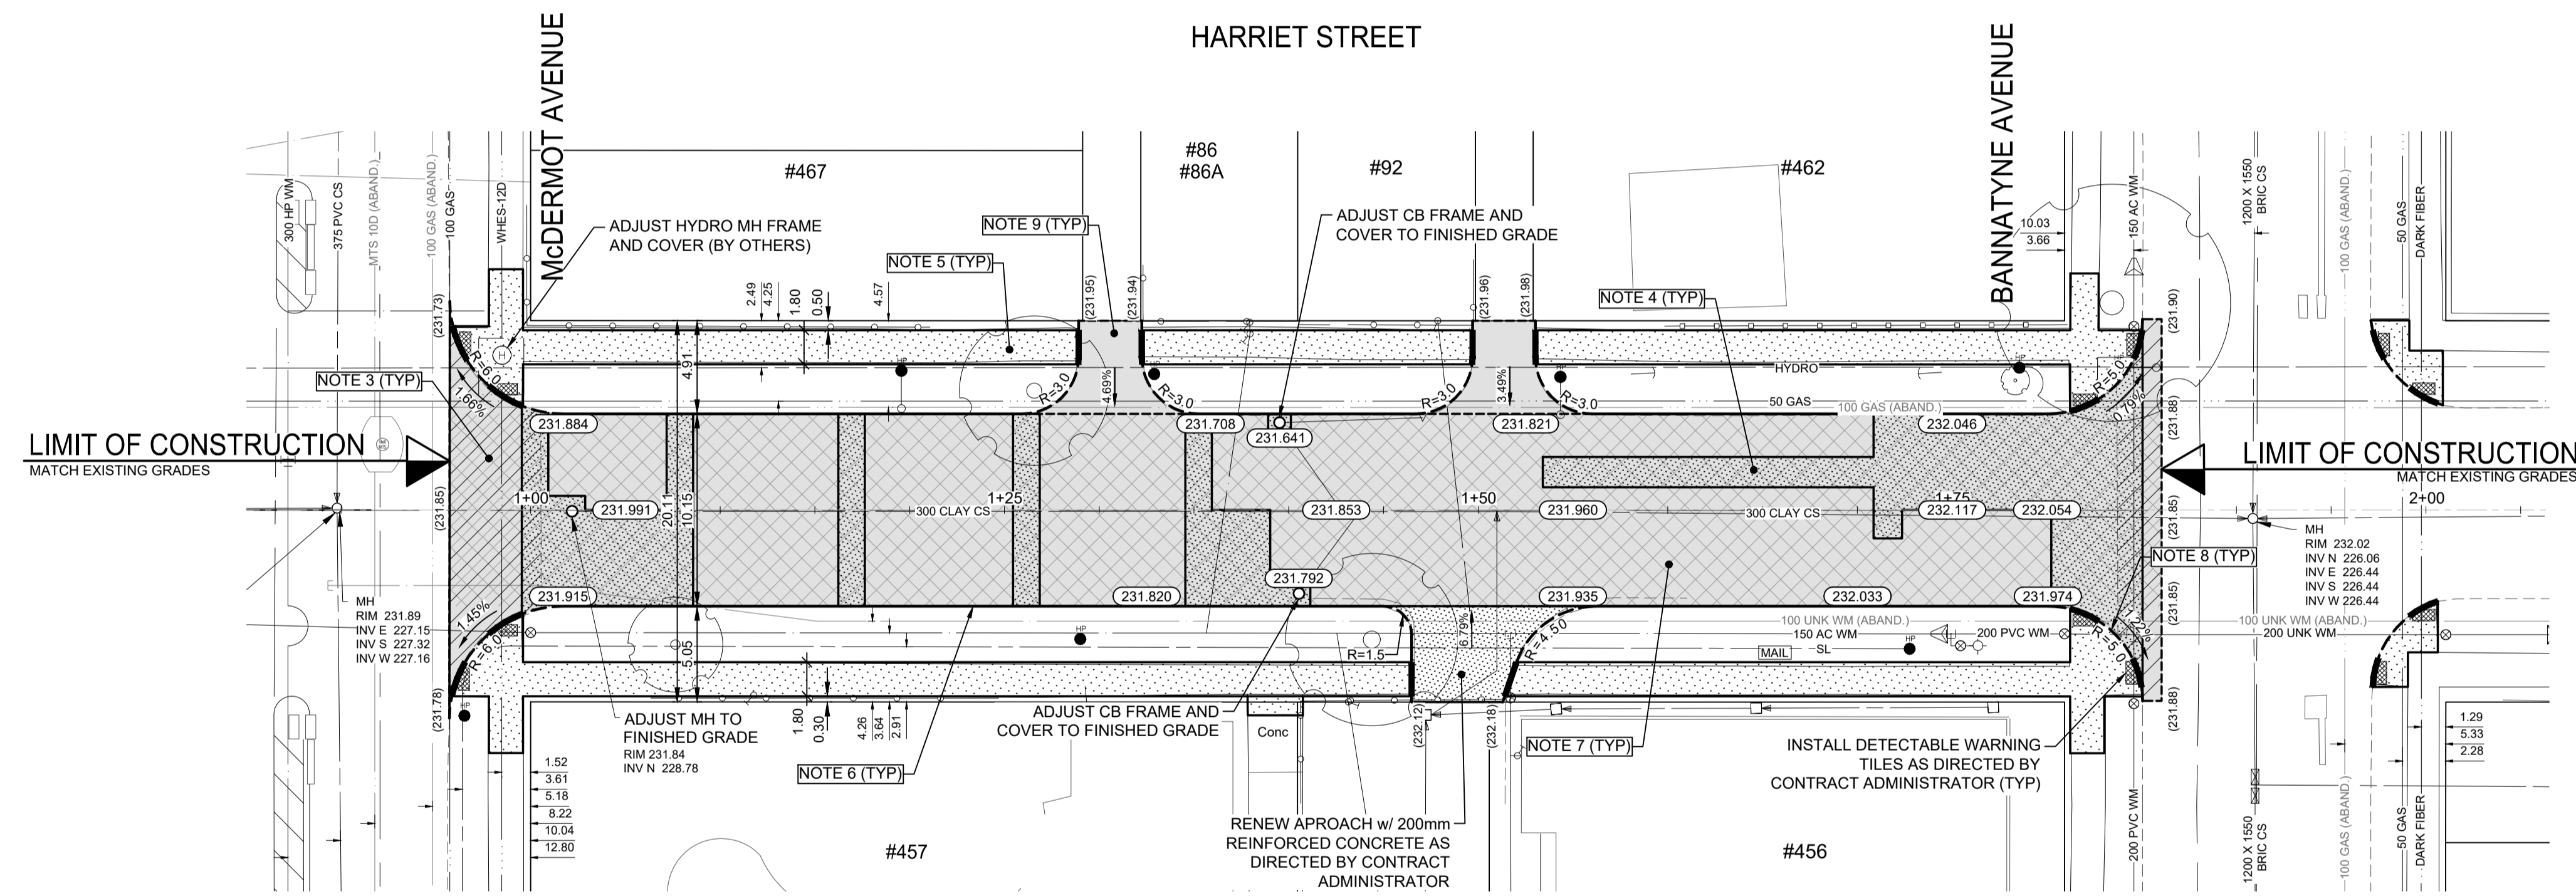 HARRIET STREET
McDERMOT AVENUE
BANNATYNE AVENUE
300 HP WM
375 PVC CS
MTS 10D (ABAND.)
100 GAS (ABAND.)
100 GAS
WHES-12D
#467
#86
#86A
#92
#462
ADJUST HYDRO MH FRAME
AND COVER (BY OTHERS)
NOTE 9 (TYP)
NOTE 5 (TYP)
ADJUST CB FRAME AND
COVER TO FINISHED GRADE
NOTE 4 (TYP)
10.03
3.66
150 AC WM
1200 X 1550
BRIC CS
100 GAS (ABAND.)
50 GAS
DARK FIBER
(231.73)
2.49
4.25
1.80
0.50
4.57
(231.95)
(231.94)
(231.96)
(231.98)
(231.90)
H
HP
HP
HP
HP
HP
NOTE 3 (TYP)
R=6.0
1.66%
4.91
R=3.0
4.69%
R=3.0
R=3.0
3.49%
R=3.0
HYDRO
50 GAS
100 GAS (ABAND.)
R=5.0
0.79%
(231.88)
231.884
231.708
231.641
231.821
232.046
LIMIT OF CONSTRUCTION
MATCH EXISTING GRADES
LIMIT OF CONSTRUCTION
MATCH EXISTING GRADES
(231.85)
1+00
231.991
20.11
10.15
1+25
300 CLAY CS
231.853
1+50
231.960
300 CLAY CS
1+75
232.117
232.054
(231.85)
2+00
MH
RIM 232.02
INV N 226.06
INV E 226.44
INV S 226.44
INV W 226.44
NOTE 8 (TYP)
231.792
231.915
231.820
231.935
232.033
231.974
(231.85)
MH
RIM 231.89
INV E 227.15
INV S 227.32
INV W 227.16
1.45%
R=6.0
5.05
HP
R=1.5
6.79%
R=4.50
100 UNK WM (ABAND.)
150 AC WM
200 PVC WM
MAIL
SL
HP
1.22%
R=5.0
100 UNK WM (ABAND.)
200 UNK WM
(231.78)
HP
ADJUST MH TO
FINISHED GRADE
RIM 231.84
INV N 228.78
1.80
0.30
4.26
3.64
2.91
ADJUST CB FRAME AND
COVER TO FINISHED GRADE
Conc
(232.12)
(232.18)
NOTE 7 (TYP)
NOTE 6 (TYP)
INSTALL DETECTABLE WARNING
TILES AS DIRECTED BY
CONTRACT ADMINISTRATOR (TYP)
(231.88)
1.29
5.33
2.28
1.52
3.61
5.18
8.22
10.04
12.80
RENEW APROACH w/ 200mm
REINFORCED CONCRETE AS
DIRECTED BY CONTRACT
ADMINISTRATOR
#457
#456
200 PVC WM
1200 X 1550
BRIC CS
100 GAS (ABAND.)
50 GAS
DARK FIBER